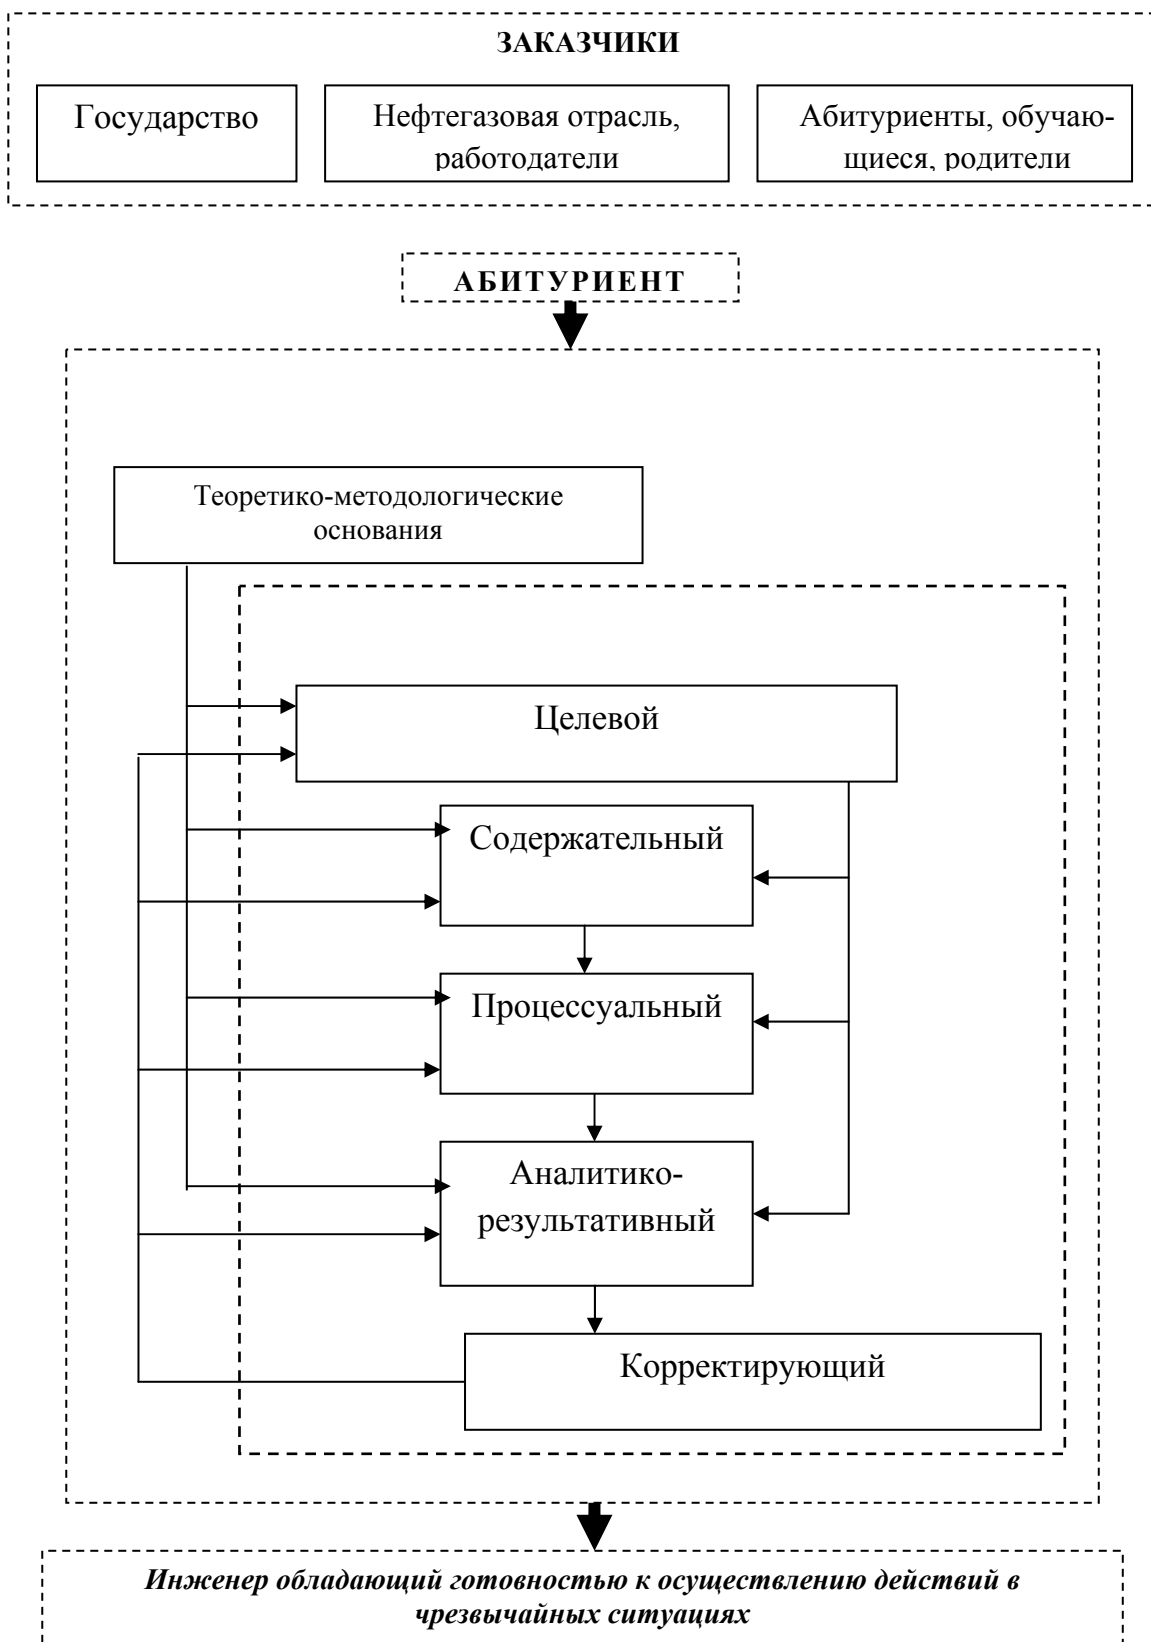 ЗАКАЗЧИКИ
Государство
Нефтегазовая отрасль,
работодатели
Абитуриенты, обучаю-
щиеся, родители
АБИТУРИЕНТ
Теоретико-методологические
основания
Целевой
Содержательный
Процессуальный
Аналитико-
результативный
Корректирующий
Инженер обладающий готовностью к осуществлению действий в
чрезвычайных ситуациях